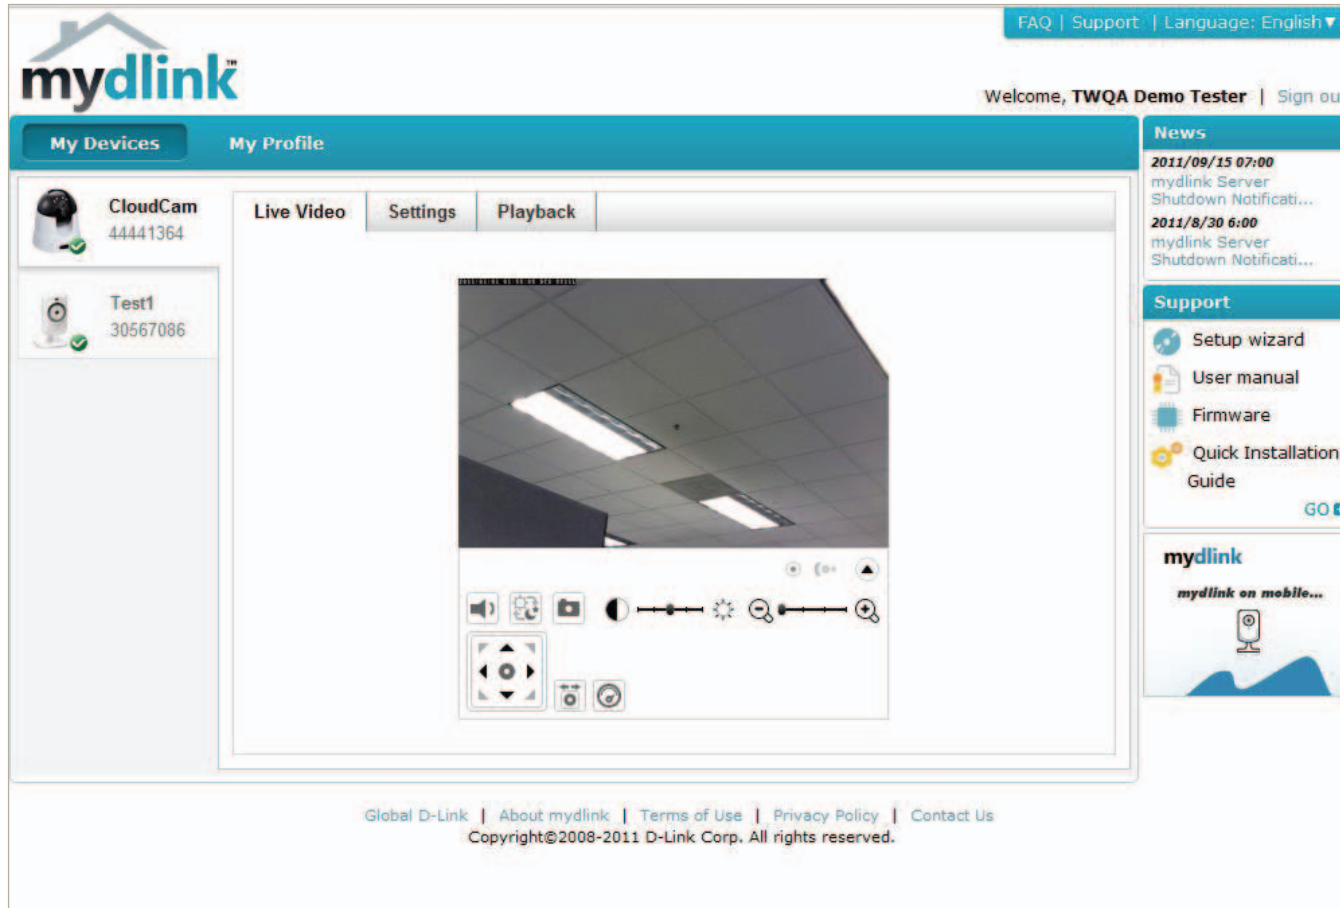 FAQ | Support | Language: English▼
mydlink™
Welcome, TWQA Demo Tester | Sign ou
My Devices
My Profile
CloudCam
44441364
Test1
30567086
Live Video
Settings
Playback
News
2011/09/15 07:00
mydlink Server
Shutdown Notificati...
2011/8/30 6:00
mydlink Server
Shutdown Notificati...
Support
Setup wizard
User manual
Firmware
Quick Installation
Guide
GO
mydlink
mydlink on mobile...
Global D-Link | About mydlink | Terms of Use | Privacy Policy | Contact Us
Copyright©2008-2011 D-Link Corp. All rights reserved.